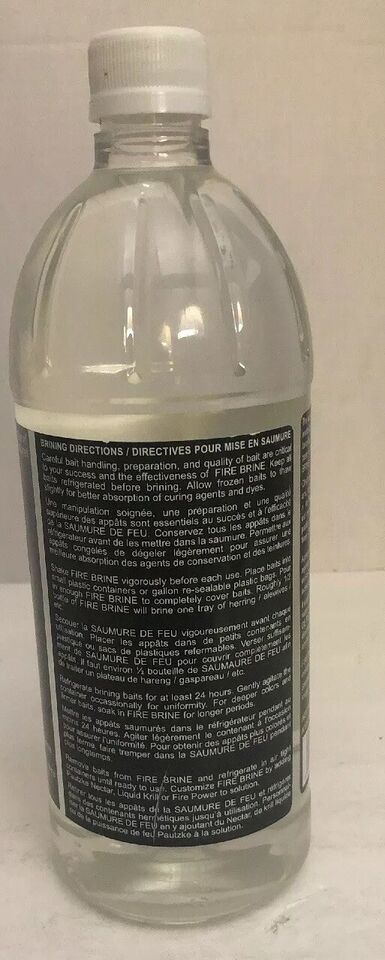 BRINING DIRECTIONS / DIRECTIVES POUR MISE EN SAUMURE
Careful bait handling, preparation, and quality of bait are critical
to your success and the effectiveness of FIRE BRINE. Keep all
baits refrigerated before brining. Allow frozen baits to thaw
slightly for better absorption of curing agents and dyes.
Une manipulation soignée, une préparation et une qualité
supérieure des appâts sont essentiels au succès et à l'efficacité
de la SAUMURE DE FEU. Conservez tous les appâts dans le
réfrigérateur avant de les mettre dans la saumure. Permettre aux
appâts congelés de dégeler légèrement pour assurer une
meilleure absorption des agents de conservation et des teintures.
Shake FIRE BRINE vigorously before each use. Place baits into
small plastic containers or gallon re-sealable plastic bags. Pour
in enough FIRE BRINE to completely cover baits. Roughly 1/2
bottle of FIRE BRINE will brine one tray of herring / alewives /
etc.
Secouer la SAUMURE DE FEU vigoureusement avant chaque
utilisation. Placer les appâts dans de petits contenants en
plastique ou sacs de plastiques refermables. Verser suffisam-
ment de SAUMURE DE FEU pour couvrir complètement les
appâts. Il faut environ ½ bouteille de SAUMAURE DE FEU afin
de traiter un plateau de hareng / gaspareau / etc.
Refrigerate brining baits for at least 24 hours. Gently agitate the
container occassionally for uniformity. For deeper colors and
firmer baits, soak in FIRE BRINE for longer periods.
Mettre les appâts saumurés dans le réfrigérateur pendant au
moins 24 heures. Agiter légèrement le contenant à l'occasion
pour assurer l'uniformité. Pour obtenir des appâts plus foncés et
plus ferme, faire tremper dans la SAUMURE DE FEU pendant
plus longtemps.
Remove baits from FIRE BRINE and refrigerate in air tight
containers until ready to use. Customize FIRE BRINE by adding
Pautzke Nectar, Liquid Krill or Fire Power to solution.
Retirer les appâts de la SAUMURE DE FEU et réfrigérer
dans des contenants hermétiques jusqu'à utilisation. Personnal-
iser la SAUMURE DE FEU en y ajoutant du Nectar, de kril liquide
ou de la puissance de feu Pautzke à la solution.